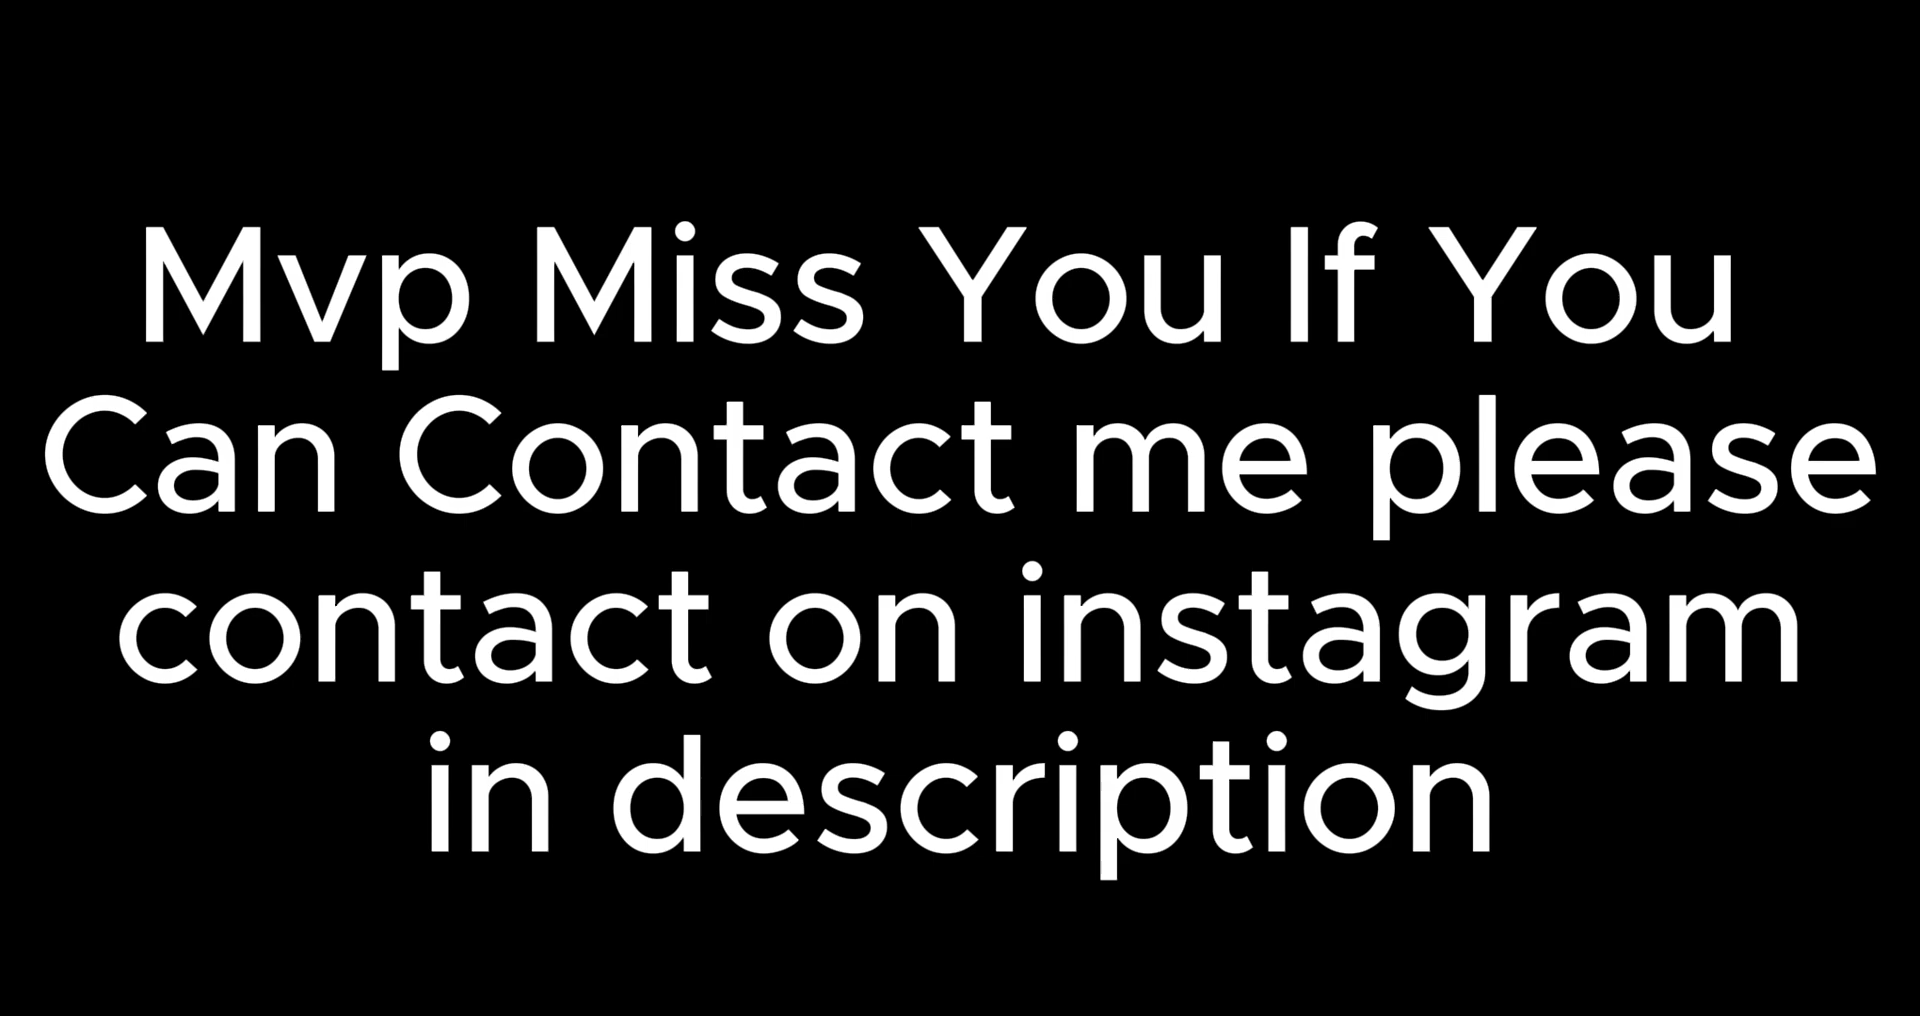 Mvp Miss You If You
Can Contact me please
contact on instagram
in description